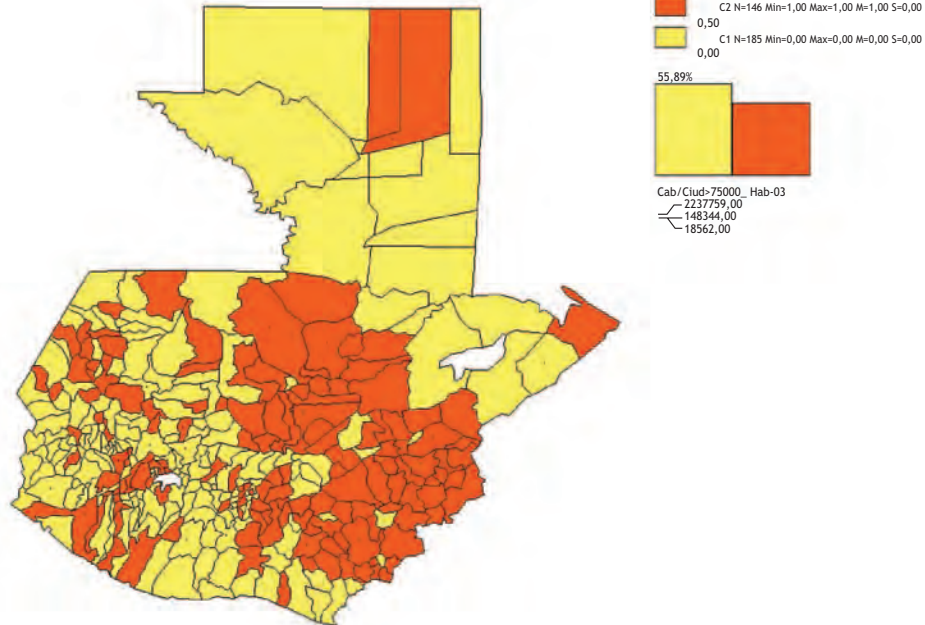 C2 N=146 Min=1,00 Max=1,00 M=1,00 S=0,00
0,50
C1 N=185 Min=0,00 Max=0,00 M=0,00 S=0,00
0,00
55,89%
Cab/Ciud>75000_ Hab-03
2237759,00
148344,00
18562,00